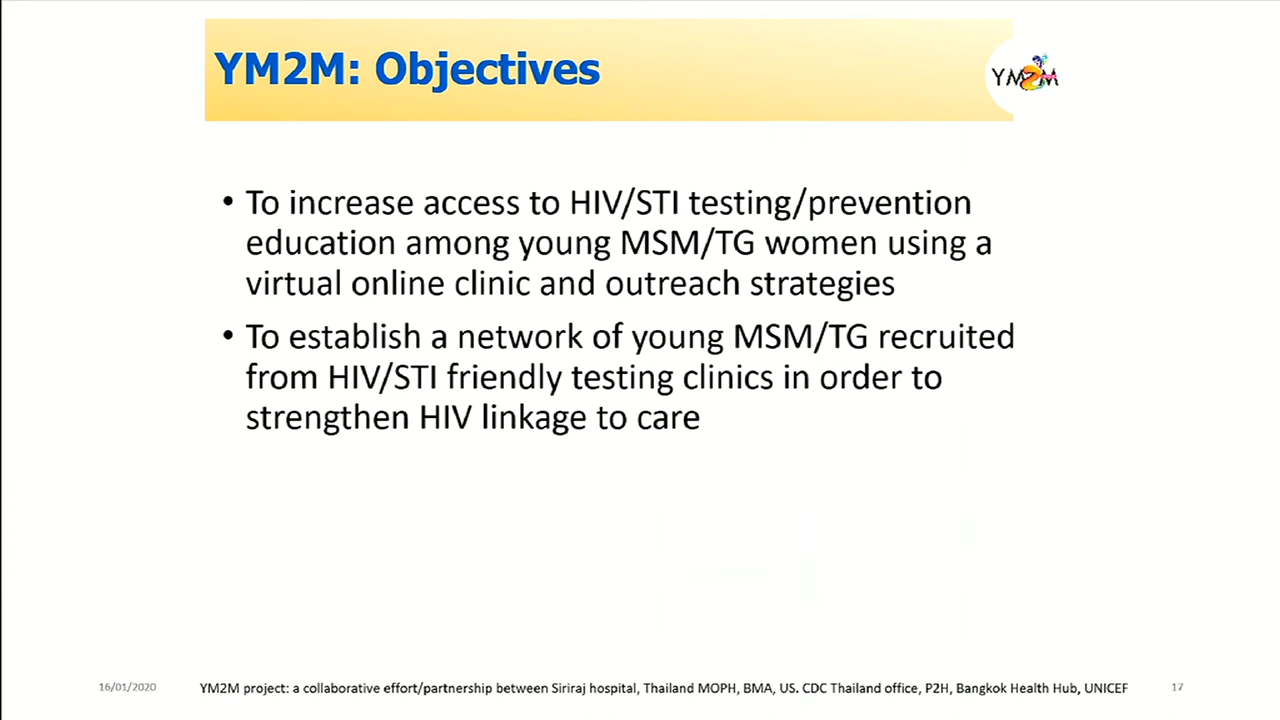 YM2M: Objectives
YM2M
• To increase access to HIV/STI testing/prevention
education among young MSM/TG women using a
virtual online clinic and outreach strategies
• To establish a network of young MSM/TG recruited
from HIV/STI friendly testing clinics in order to
strengthen HIV linkage to care
16/01/2020
YM2M project: a collaborative effort/partnership between Siriraj hospital, Thailand MOPH, BMA, US. CDC Thailand office, P2H, Bangkok Health Hub, UNICEF
17